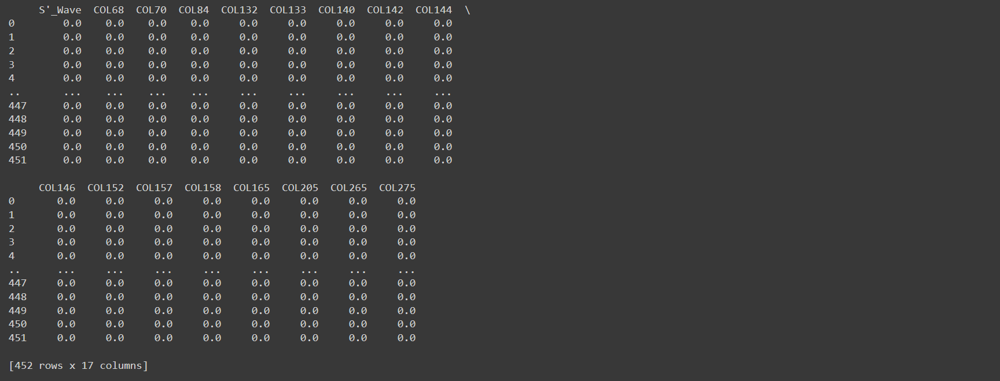 S'_Wave  COL68  COL70  COL84  COL132  COL133  COL140  COL142  COL144  \
0        0.0    0.0    0.0    0.0     0.0     0.0     0.0     0.0     0.0
1        0.0    0.0    0.0    0.0     0.0     0.0     0.0     0.0     0.0
2        0.0    0.0    0.0    0.0     0.0     0.0     0.0     0.0     0.0
3        0.0    0.0    0.0    0.0     0.0     0.0     0.0     0.0     0.0
4        0.0    0.0    0.0    0.0     0.0     0.0     0.0     0.0     0.0
..       ...    ...    ...    ...     ...     ...     ...     ...     ...
447      0.0    0.0    0.0    0.0     0.0     0.0     0.0     0.0     0.0
448      0.0    0.0    0.0    0.0     0.0     0.0     0.0     0.0     0.0
449      0.0    0.0    0.0    0.0     0.0     0.0     0.0     0.0     0.0
450      0.0    0.0    0.0    0.0     0.0     0.0     0.0     0.0     0.0
451      0.0    0.0    0.0    0.0     0.0     0.0     0.0     0.0     0.0

     COL146  COL152  COL157  COL158  COL165  COL205  COL265  COL275
0       0.0     0.0     0.0     0.0     0.0     0.0     0.0     0.0
1       0.0     0.0     0.0     0.0     0.0     0.0     0.0     0.0
2       0.0     0.0     0.0     0.0     0.0     0.0     0.0     0.0
3       0.0     0.0     0.0     0.0     0.0     0.0     0.0     0.0
4       0.0     0.0     0.0     0.0     0.0     0.0     0.0     0.0
..      ...     ...     ...     ...     ...     ...     ...     ...
447     0.0     0.0     0.0     0.0     0.0     0.0     0.0     0.0
448     0.0     0.0     0.0     0.0     0.0     0.0     0.0     0.0
449     0.0     0.0     0.0     0.0     0.0     0.0     0.0     0.0
450     0.0     0.0     0.0     0.0     0.0     0.0     0.0     0.0
451     0.0     0.0     0.0     0.0     0.0     0.0     0.0     0.0

[452 rows x 17 columns]